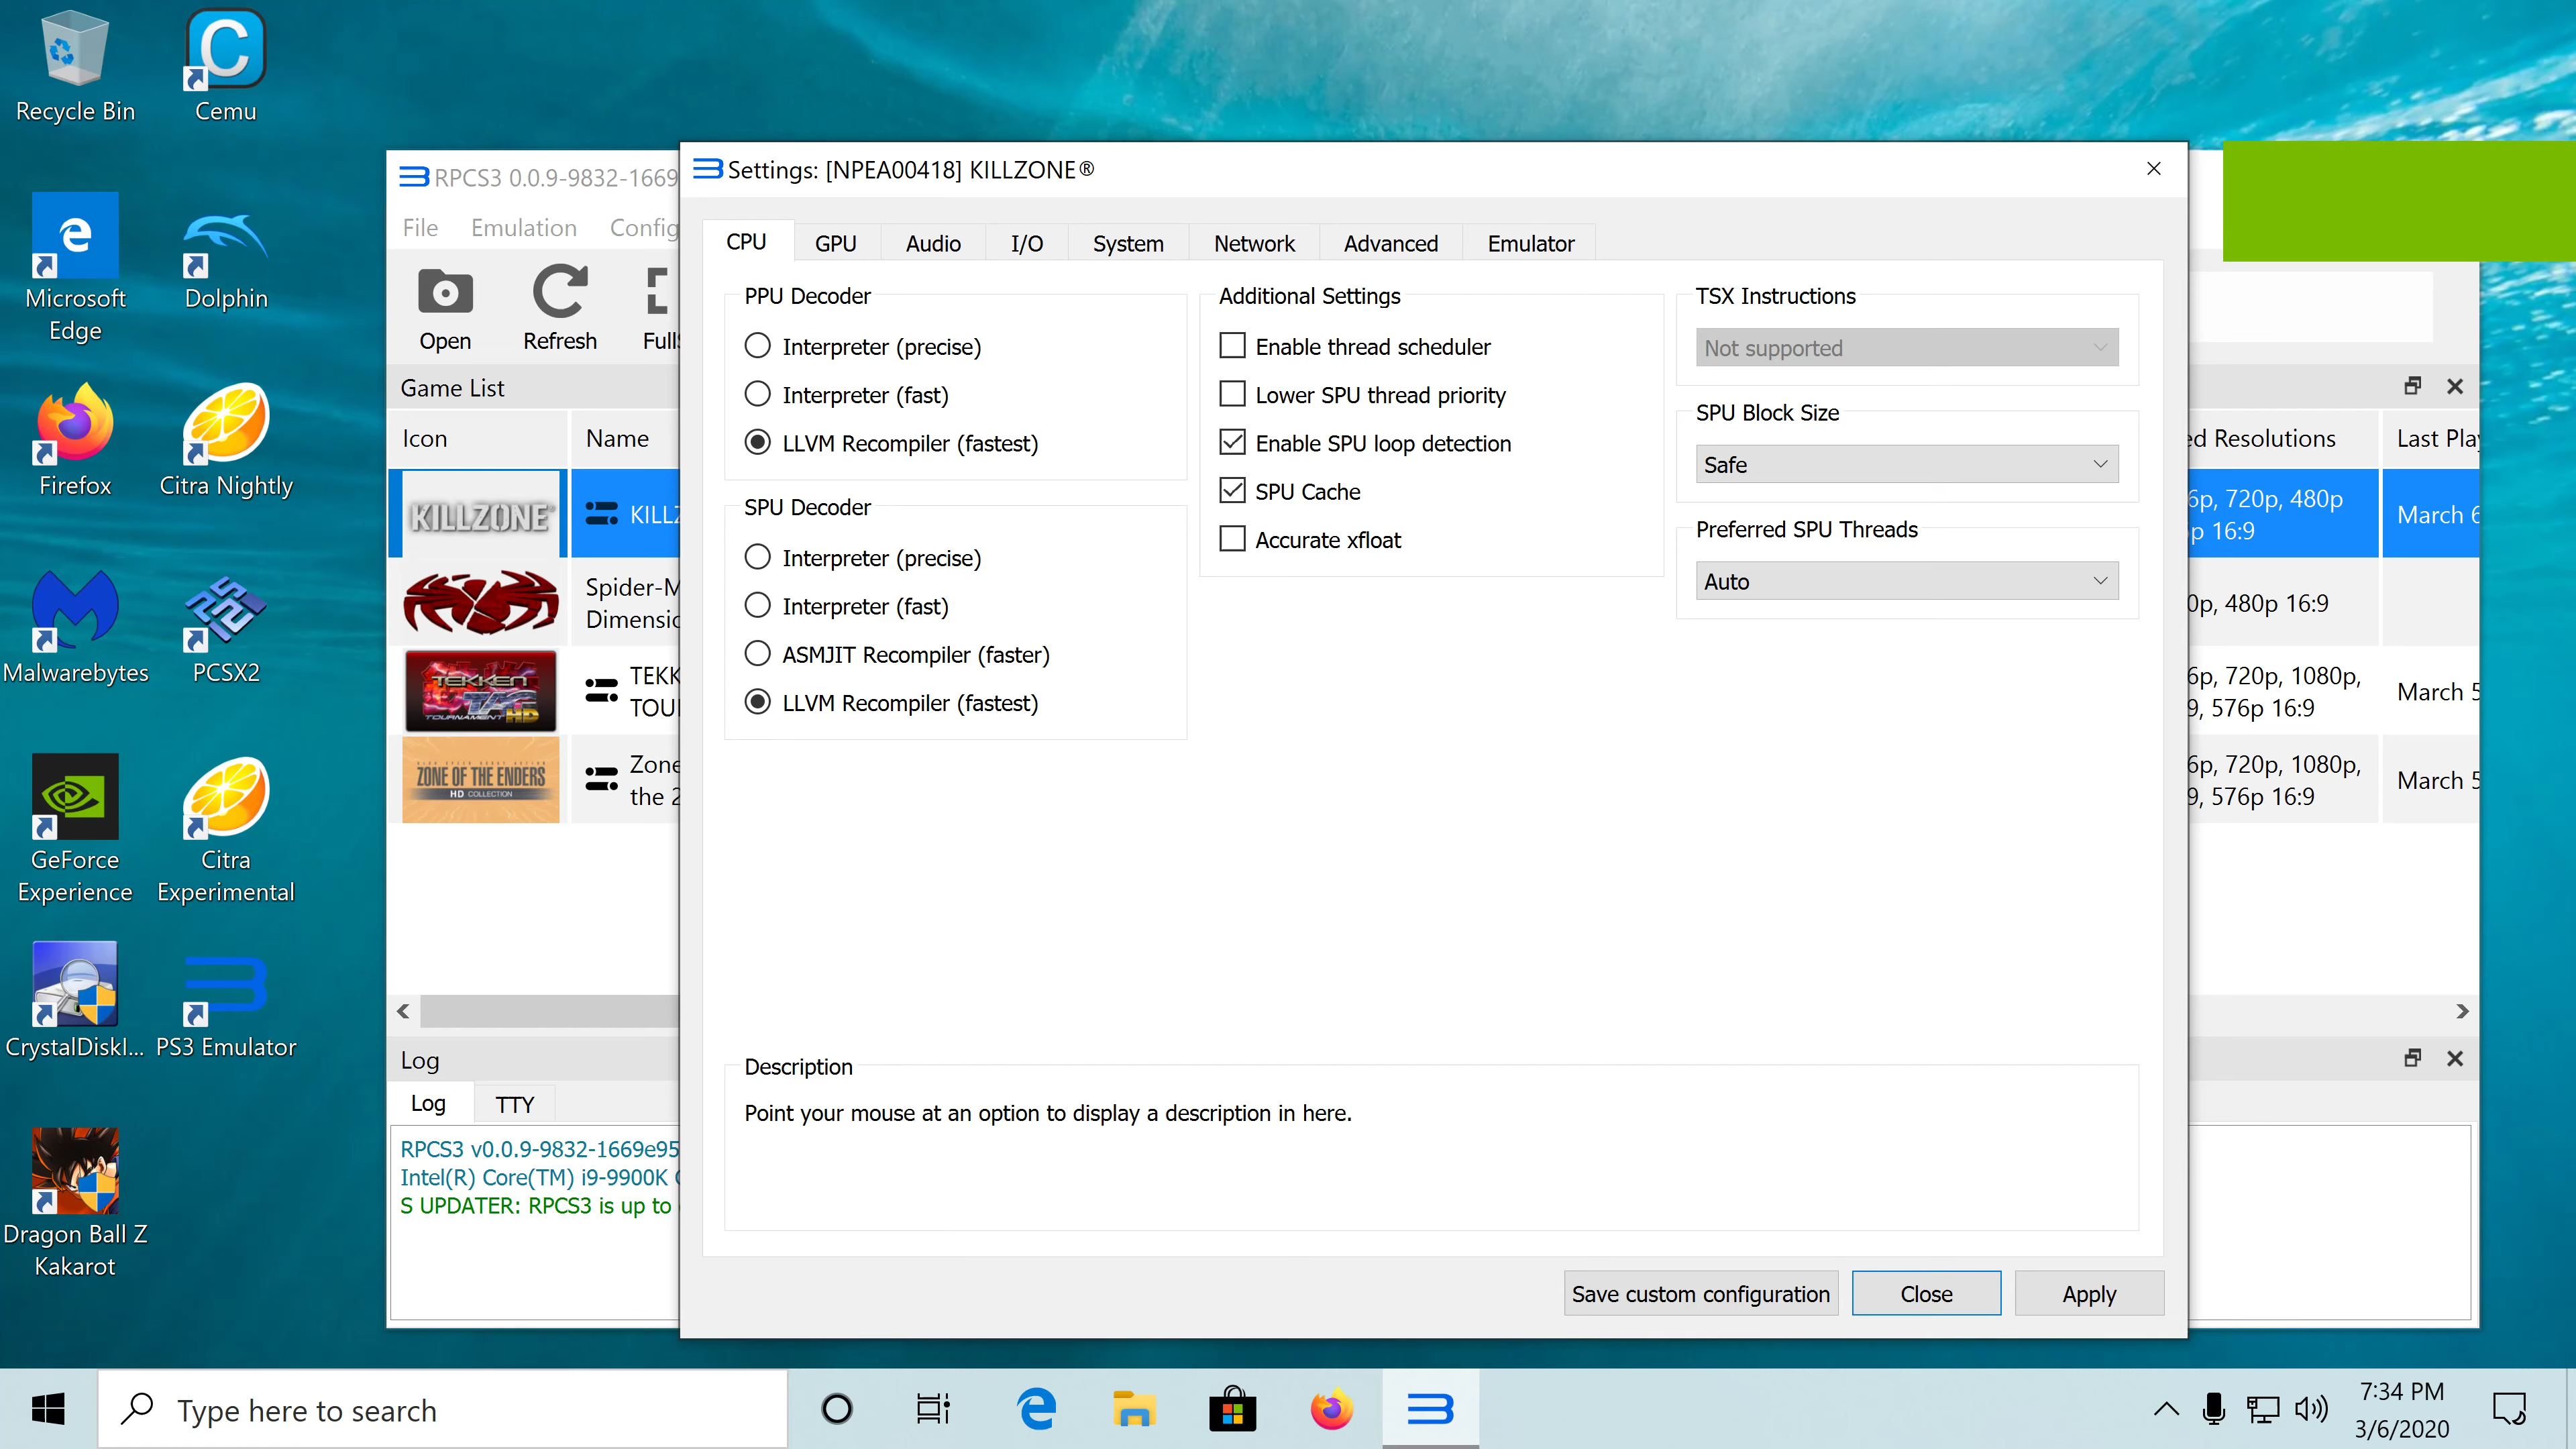 Recycle Bin
Cemu
Microsoft
Edge
Dolphin
Firefox
Citra Nightly
Malwarebytes
PCSX2
GeForce
Experience
Citra
Experimental
CrystalDiskI...
PS3 Emulator
Dragon Ball Z
Kakarot
RPCS3 0.0.9-9832-1669
File
Emulation
Config
Open
Refresh
Game List
Icon
Name
KILLZONE
Spider-M
Dimensio
TEKKEN
TOURNAMENT HD
TEKK
TOU
ZONE OF THE ENDERS
HD COLLECTION
Zone
the 2
Log
Log
TTY
RPCS3 v0.0.9-9832-1669e95
Intel(R) Core(TM) i9-9900K
S UPDATER: RPCS3 is up to
Settings: [NPEA00418] KILLZONE®
CPU
GPU
Audio
I/O
System
Network
Advanced
Emulator
PPU Decoder
Interpreter (precise)
Interpreter (fast)
LLVM Recompiler (fastest)
SPU Decoder
Interpreter (precise)
Interpreter (fast)
ASMJIT Recompiler (faster)
LLVM Recompiler (fastest)
Additional Settings
Enable thread scheduler
Lower SPU thread priority
Enable SPU loop detection
SPU Cache
Accurate xfloat
TSX Instructions
Not supported
SPU Block Size
Safe
Preferred SPU Threads
Auto
Description
Point your mouse at an option to display a description in here.
Save custom configuration
Close
Apply
ed Resolutions
Last Pla
6p, 720p, 480p
p 16:9
March 6
0p, 480p 16:9
6p, 720p, 1080p,
9, 576p 16:9
March 5
6p, 720p, 1080p,
9, 576p 16:9
March 5
Type here to search
7:34 PM
3/6/2020